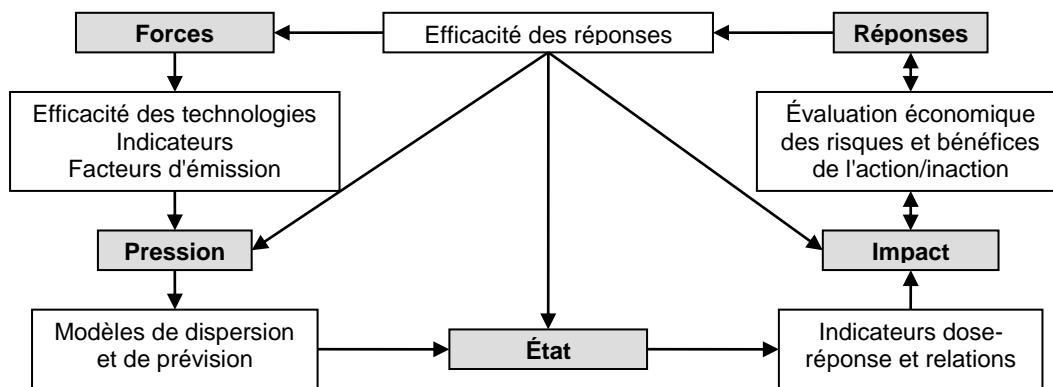 Forces
Efficacité des réponses
Réponses
Efficacité des technologies
Indicateurs
Facteurs d'émission
Évaluation économique
des risques et bénéfices
de l'action/inaction
Pression
Impact
Modèles de dispersion
et de prévision
État
Indicateurs dose-
réponse et relations